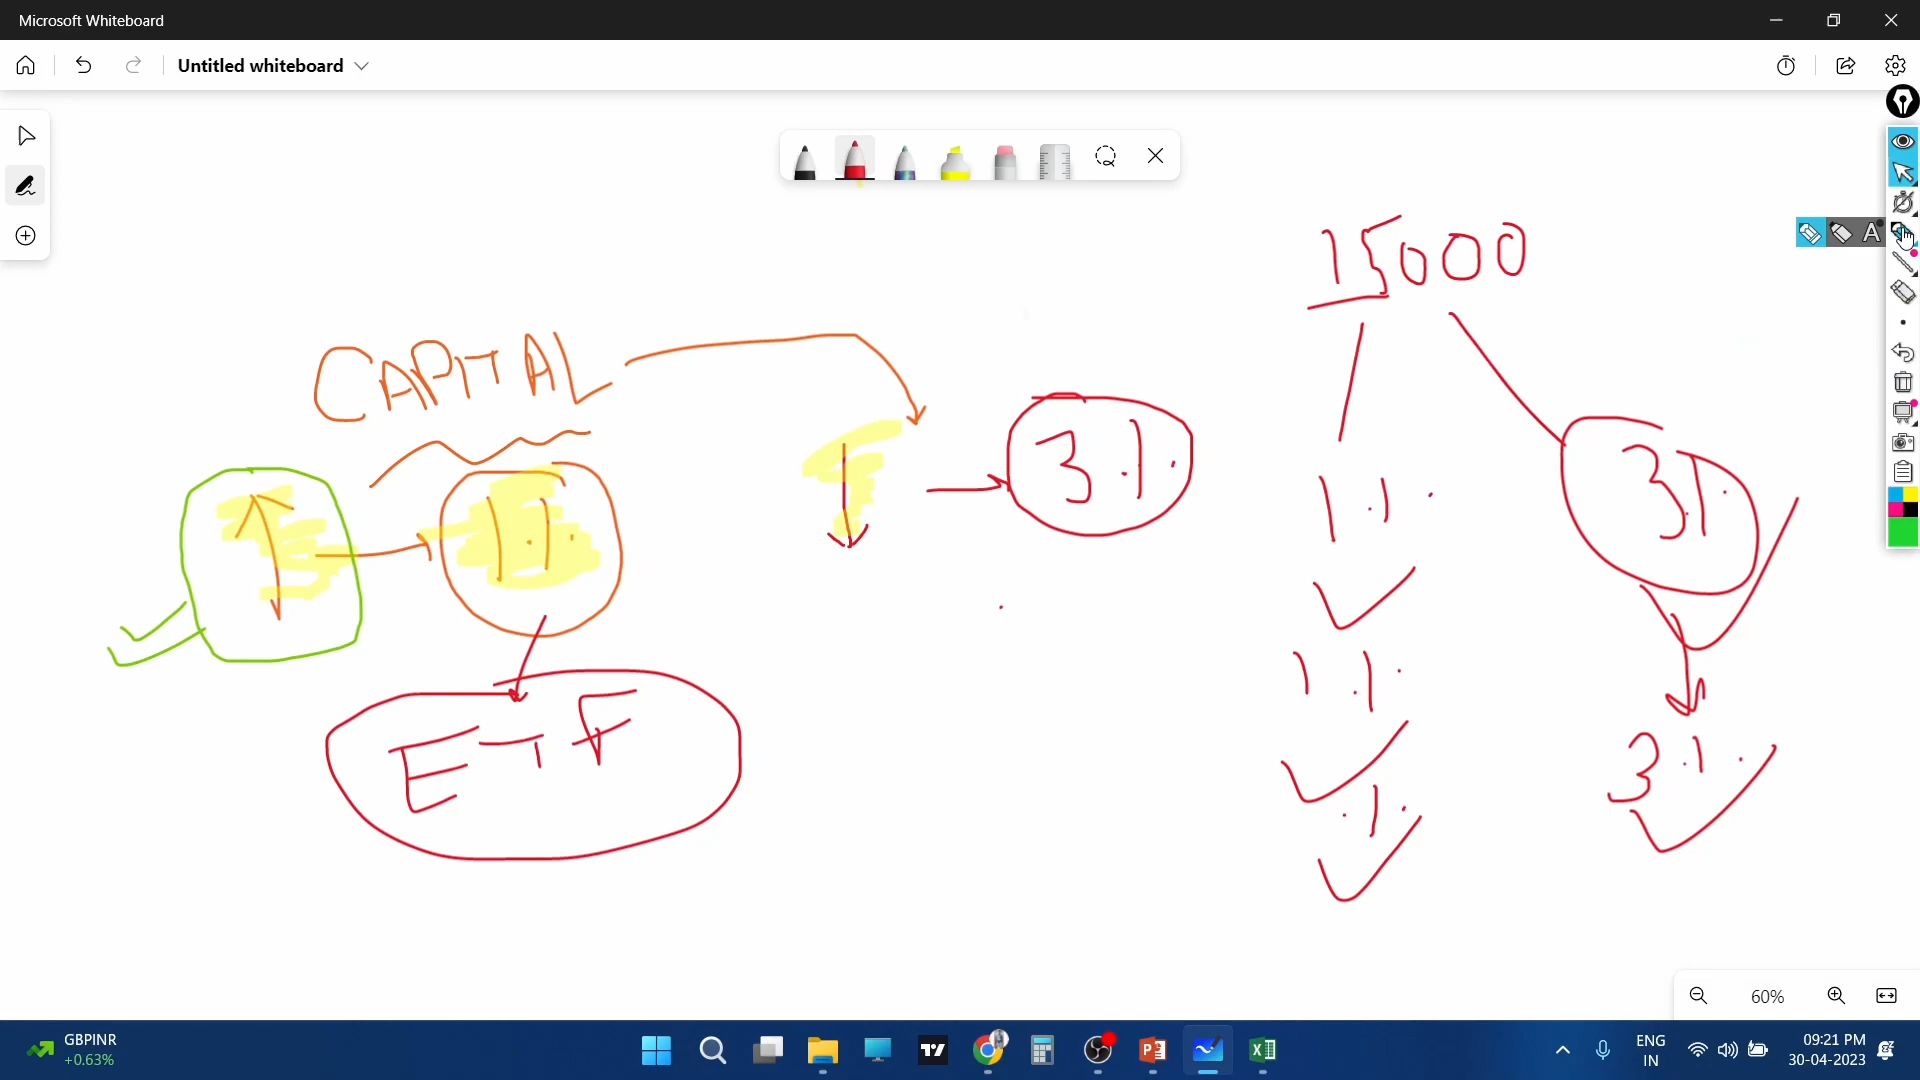 Microsoft Whiteboard
Untitled whiteboard
A
15000
CAPITAL
3%
1%
1%
3%
ETF
1%
3%
1%
60%
GBPINR
+0.63%
ENG
IN
09:21 PM
30-04-2023